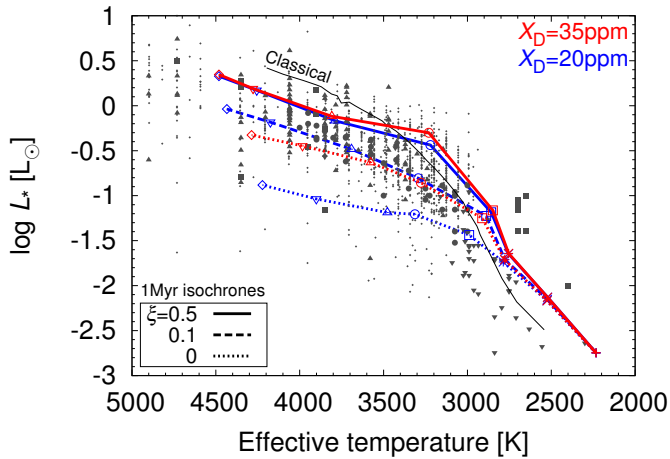 X_D=35ppm
X_D=20ppm
Classical
log L* [L⊙]
1
0.5
0
-0.5
-1
-1.5
-2
-2.5
-3
1Myr isochrones
ξ=0.5
0.1
0
5000 4500 4000 3500 3000 2500 2000
Effective temperature [K]